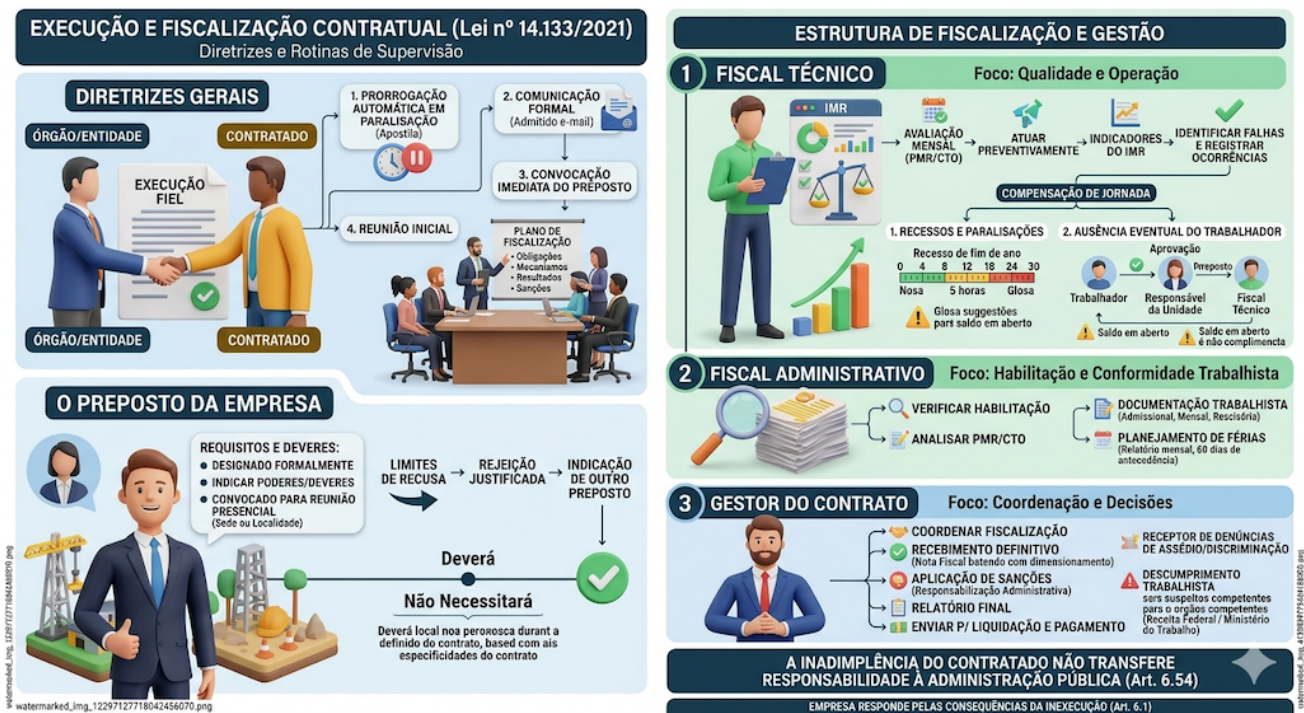 EXECUÇÃO E FISCALIZAÇÃO CONTRATUAL (Lei nº 14.133/2021)
Diretrizes e Rotinas de Supervisão
DIRETRIZES GERAIS
ÓRGÃO/ENTIDADE
CONTRATADO
EXECUÇÃO
FIEL
ÓRGÃO/ENTIDADE
CONTRATADO
1. PRORROGAÇÃO
AUTOMÁTICA EM
PARALISAÇÃO
(Apostila)
2. COMUNICAÇÃO
FORMAL
(Admitido e-mail)
3. CONVOCAÇÃO
IMEDIATA DO PREPOSTO
4. REUNIÃO INICIAL
PLANO DE
FISCALIZAÇÃO
• Obrigações
• Mecaniamos
• Resultados
• Sanções
O PREPOSTO DA EMPRESA
REQUISITOS E DEVERES:
• DESIGNADO FORMALMENTE
• INDICAR PODERES/DEVERES
• CONVOCADO PARA REUNIÃO
PRESENCIAL
(Sede ou Localidade)
LIMITES
DE RECUSA
REJEIÇÃO
JUSTIFICADA
INDICAÇÃO
DE OUTRO
PREPOSTO
Deverá
Não Necessitará
Deverá local noa perorosca durant a
definido do contrato, based com ais
especificidades do contrato
watermarked_img_12297127718042456070.png
ESTRUTURA DE FISCALIZAÇÃO E GESTÃO
1 FISCAL TÉCNICO
Foco: Qualidade e Operação
IMR
AVALIAÇÃO
MENSAL
(PMR/CTO)
ATUAR
PREVENTIVAMENTE
INDICADORES
DO IMR
IDENTIFICAR FALHAS
E REGISTRAR
OCORRÊNCIAS
COMPENSAÇÃO DE JORNADA
1. RECESSOS E PARALISAÇÕES
Recesso de fim de ano
0 4 8 12 18 24 30
Nosa 5 horas Glosa
Glosa suggestões
parś saldo em aberto
2. AUSÊNCIA EVENTUAL DO TRABALHADOR
Aprovação
Prreposto
Trabalhador
Responsável
da Unidade
Fiscal
Técnico
Saldo em aberto
Saldo em aberto
é não complimencta
2 FISCAL ADMINISTRATIVO
Foco: Habilitação e Conformidade Trabalhista
VERIFICAR HABILITAÇÃO
ANALISAR PMR/CTO
DOCUMENTAÇÃO TRABALHISTA
(Admissional, Mensal, Rescisória)
PLANEJAMENTO DE FÉRIAS
(Relatório mensal, 60 dias de
antecedência)
3 GESTOR DO CONTRATO
Foco: Coordenação e Decisões
COORDENAR FISCALIZAÇÃO
RECEBIMENTO DEFINITIVO
(Nota Fiscal batendo com dimensionamento)
APLICAÇÃO DE SANÇÕES
(Responsabilização Administrativa)
RELATÓRIO FINAL
ENVIAR P/ LIQUIDAÇÃO E PAGAMENTO
RECEPTOR DE DENÚNCIAS
DE ASSÉDIO/DISCRIMINAÇÃO
DESCUMPRIMENTO
TRABALHISTA
sers suspeitos competentes
para o orgãos competentes
(Receita Federal / Ministério
do Trabalho)
A INADIMPLÊNCIA DO CONTRATADO NÃO TRANSFERE
RESPONSABILIDADE À ADMINISTRAÇÃO PÚBLICA (Art. 6.54)
EMPRESA RESPONDE PELAS CONSEQUÊNCIAS DA INEXECUÇÃO (Art. 6.1)